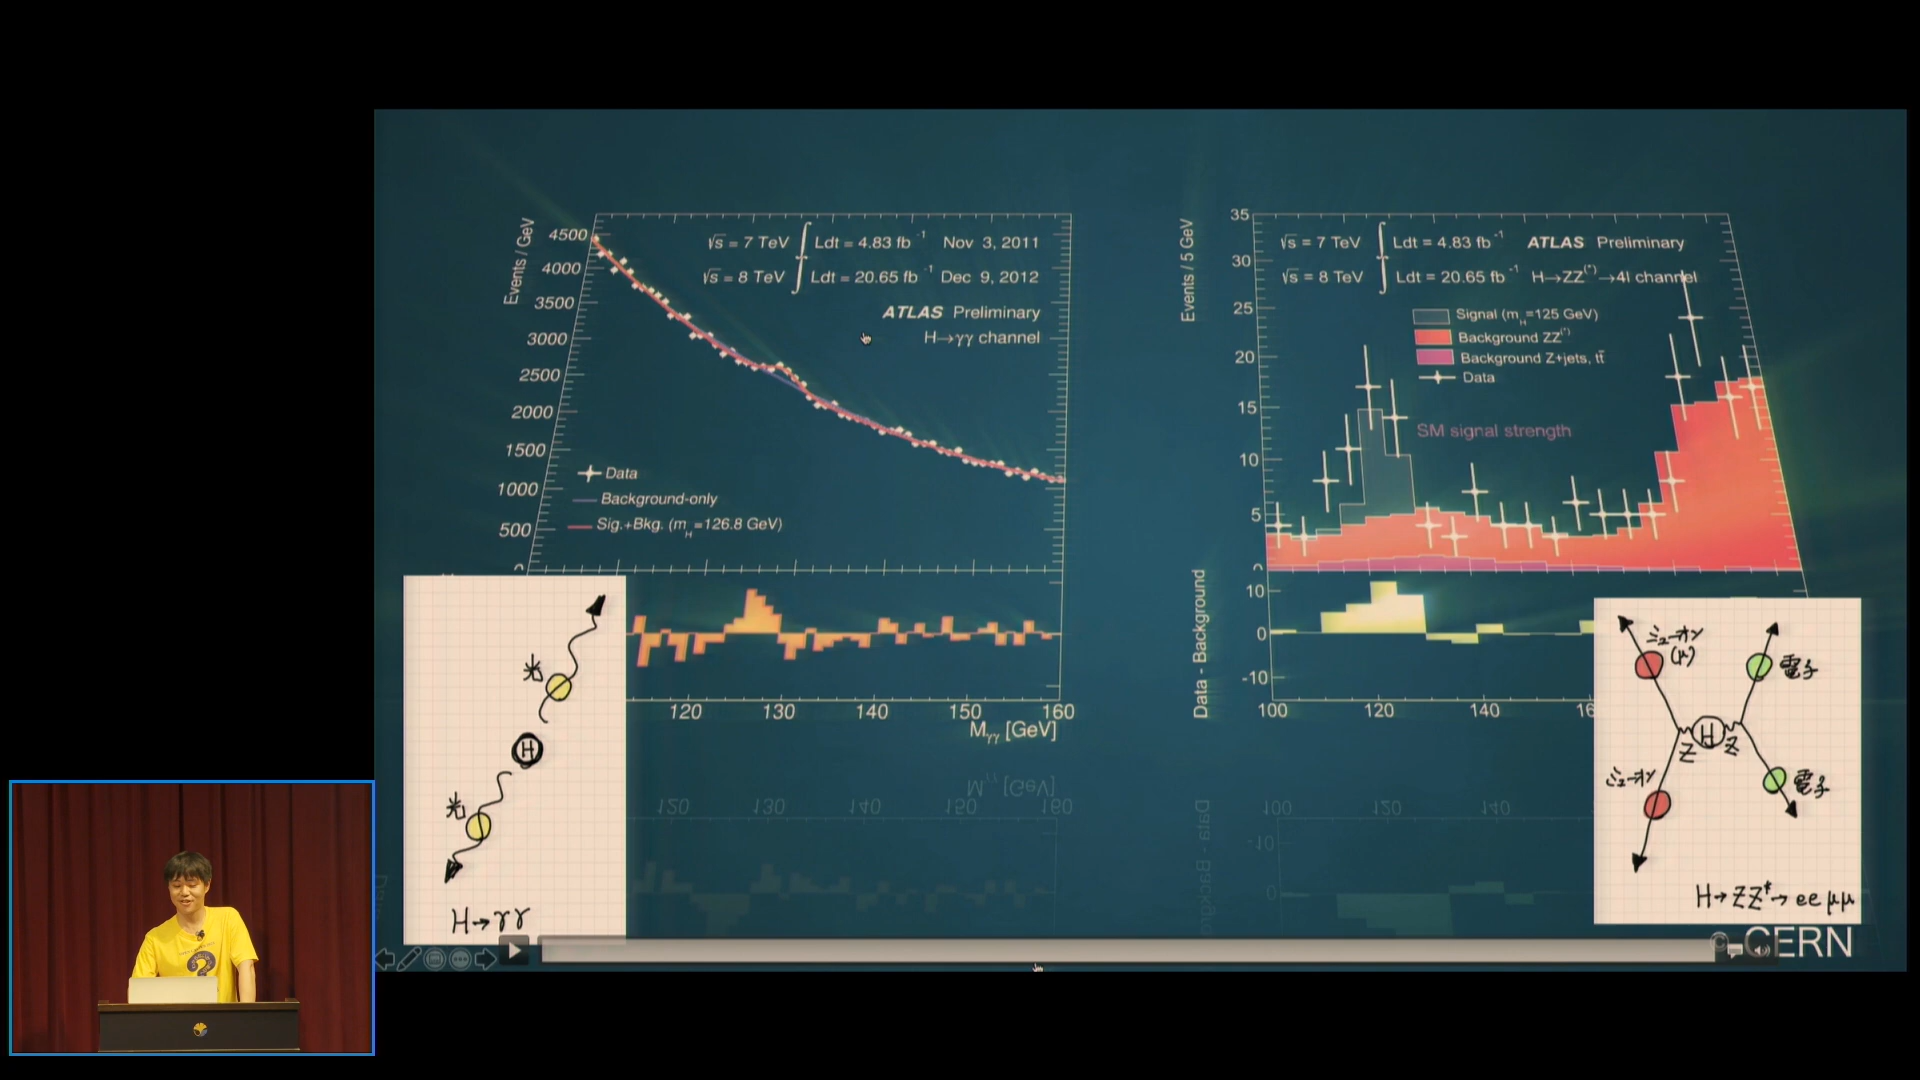 Events / GeV
4500
4000
3500
3000
2500
2000
1500
1000
500
0
√s = 7 TeV ∫ Ldt = 4.83 fb⁻¹ Nov 3, 2011
√s = 8 TeV ∫ Ldt = 20.65 fb⁻¹ Dec 9, 2012
ATLAS Preliminary
H→γγ channel
Data
Background-only
Sig.+Bkg. (m_H=126.8 GeV)
120 130 140 150 160
M_γγ [GeV]
光
H
光
H→γγ
Events / 5 GeV
35
30
25
20
15
10
5
0
√s = 7 TeV ∫ Ldt = 4.83 fb⁻¹ ATLAS Preliminary
√s = 8 TeV ∫ Ldt = 20.65 fb⁻¹ H→ZZ⁽*⁾→4l channel
Signal (m_H=125 GeV)
Background ZZ⁽*⁾
Background Z+jets, tt̄
Data
SM signal strength
Data - Background
10
0
-10
100 120 140 16
ミューオン
(μ)
電子
Z H Z
ミューオン
電子
H→ZZ*→eeμμ
© CERN